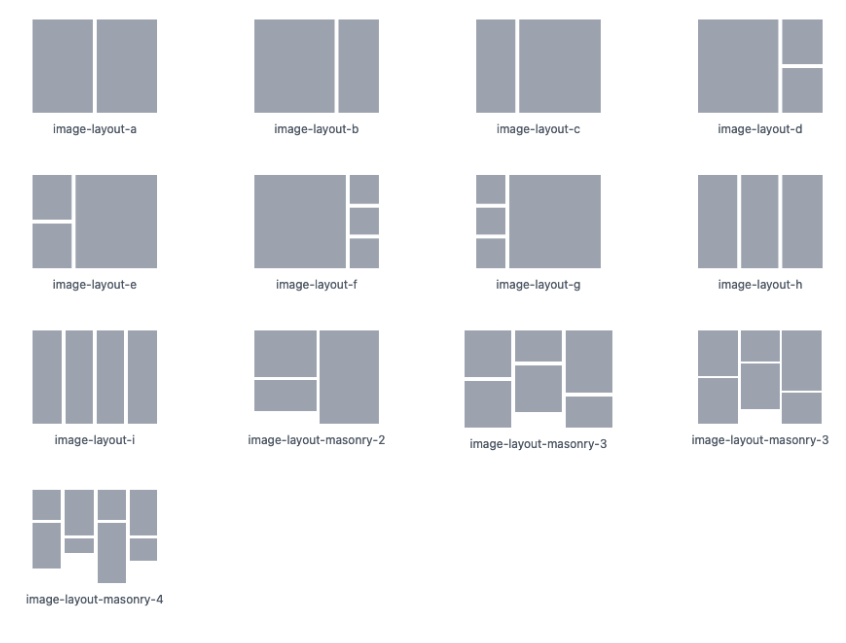 image-layout-a
image-layout-b
image-layout-c
image-layout-d
image-layout-e
image-layout-f
image-layout-g
image-layout-h
image-layout-i
image-layout-masonry-2
image-layout-masonry-3
image-layout-masonry-3
image-layout-masonry-4